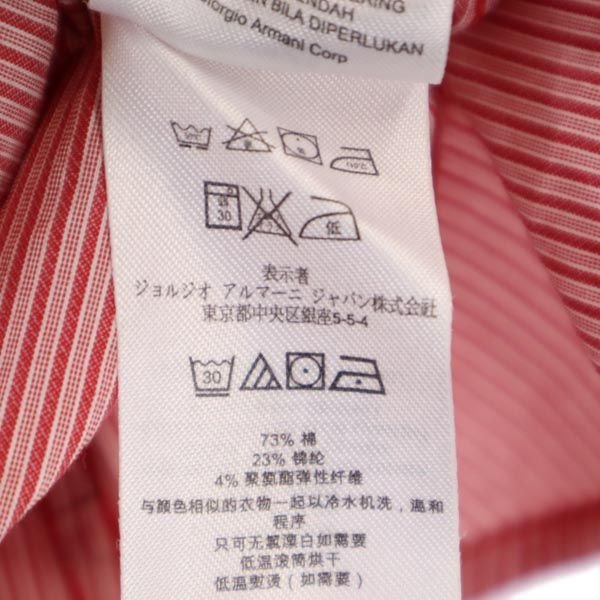 RING
ENDAH
AN BILA DIPERLUKAN
Giorgio Armani Corp
30
低
表示者
ジョルジオ アルマーニ ジャパン株式会社
東京都中央区銀座5-5-4
30
73% 棉
23% 锦纶
4% 聚氨酯弹性纤维
与颜色相似的衣物一起以冷水机洗，温和
程序
只可无氯漂白如需要
低温滚筒烘干
低温熨烫（如需要）